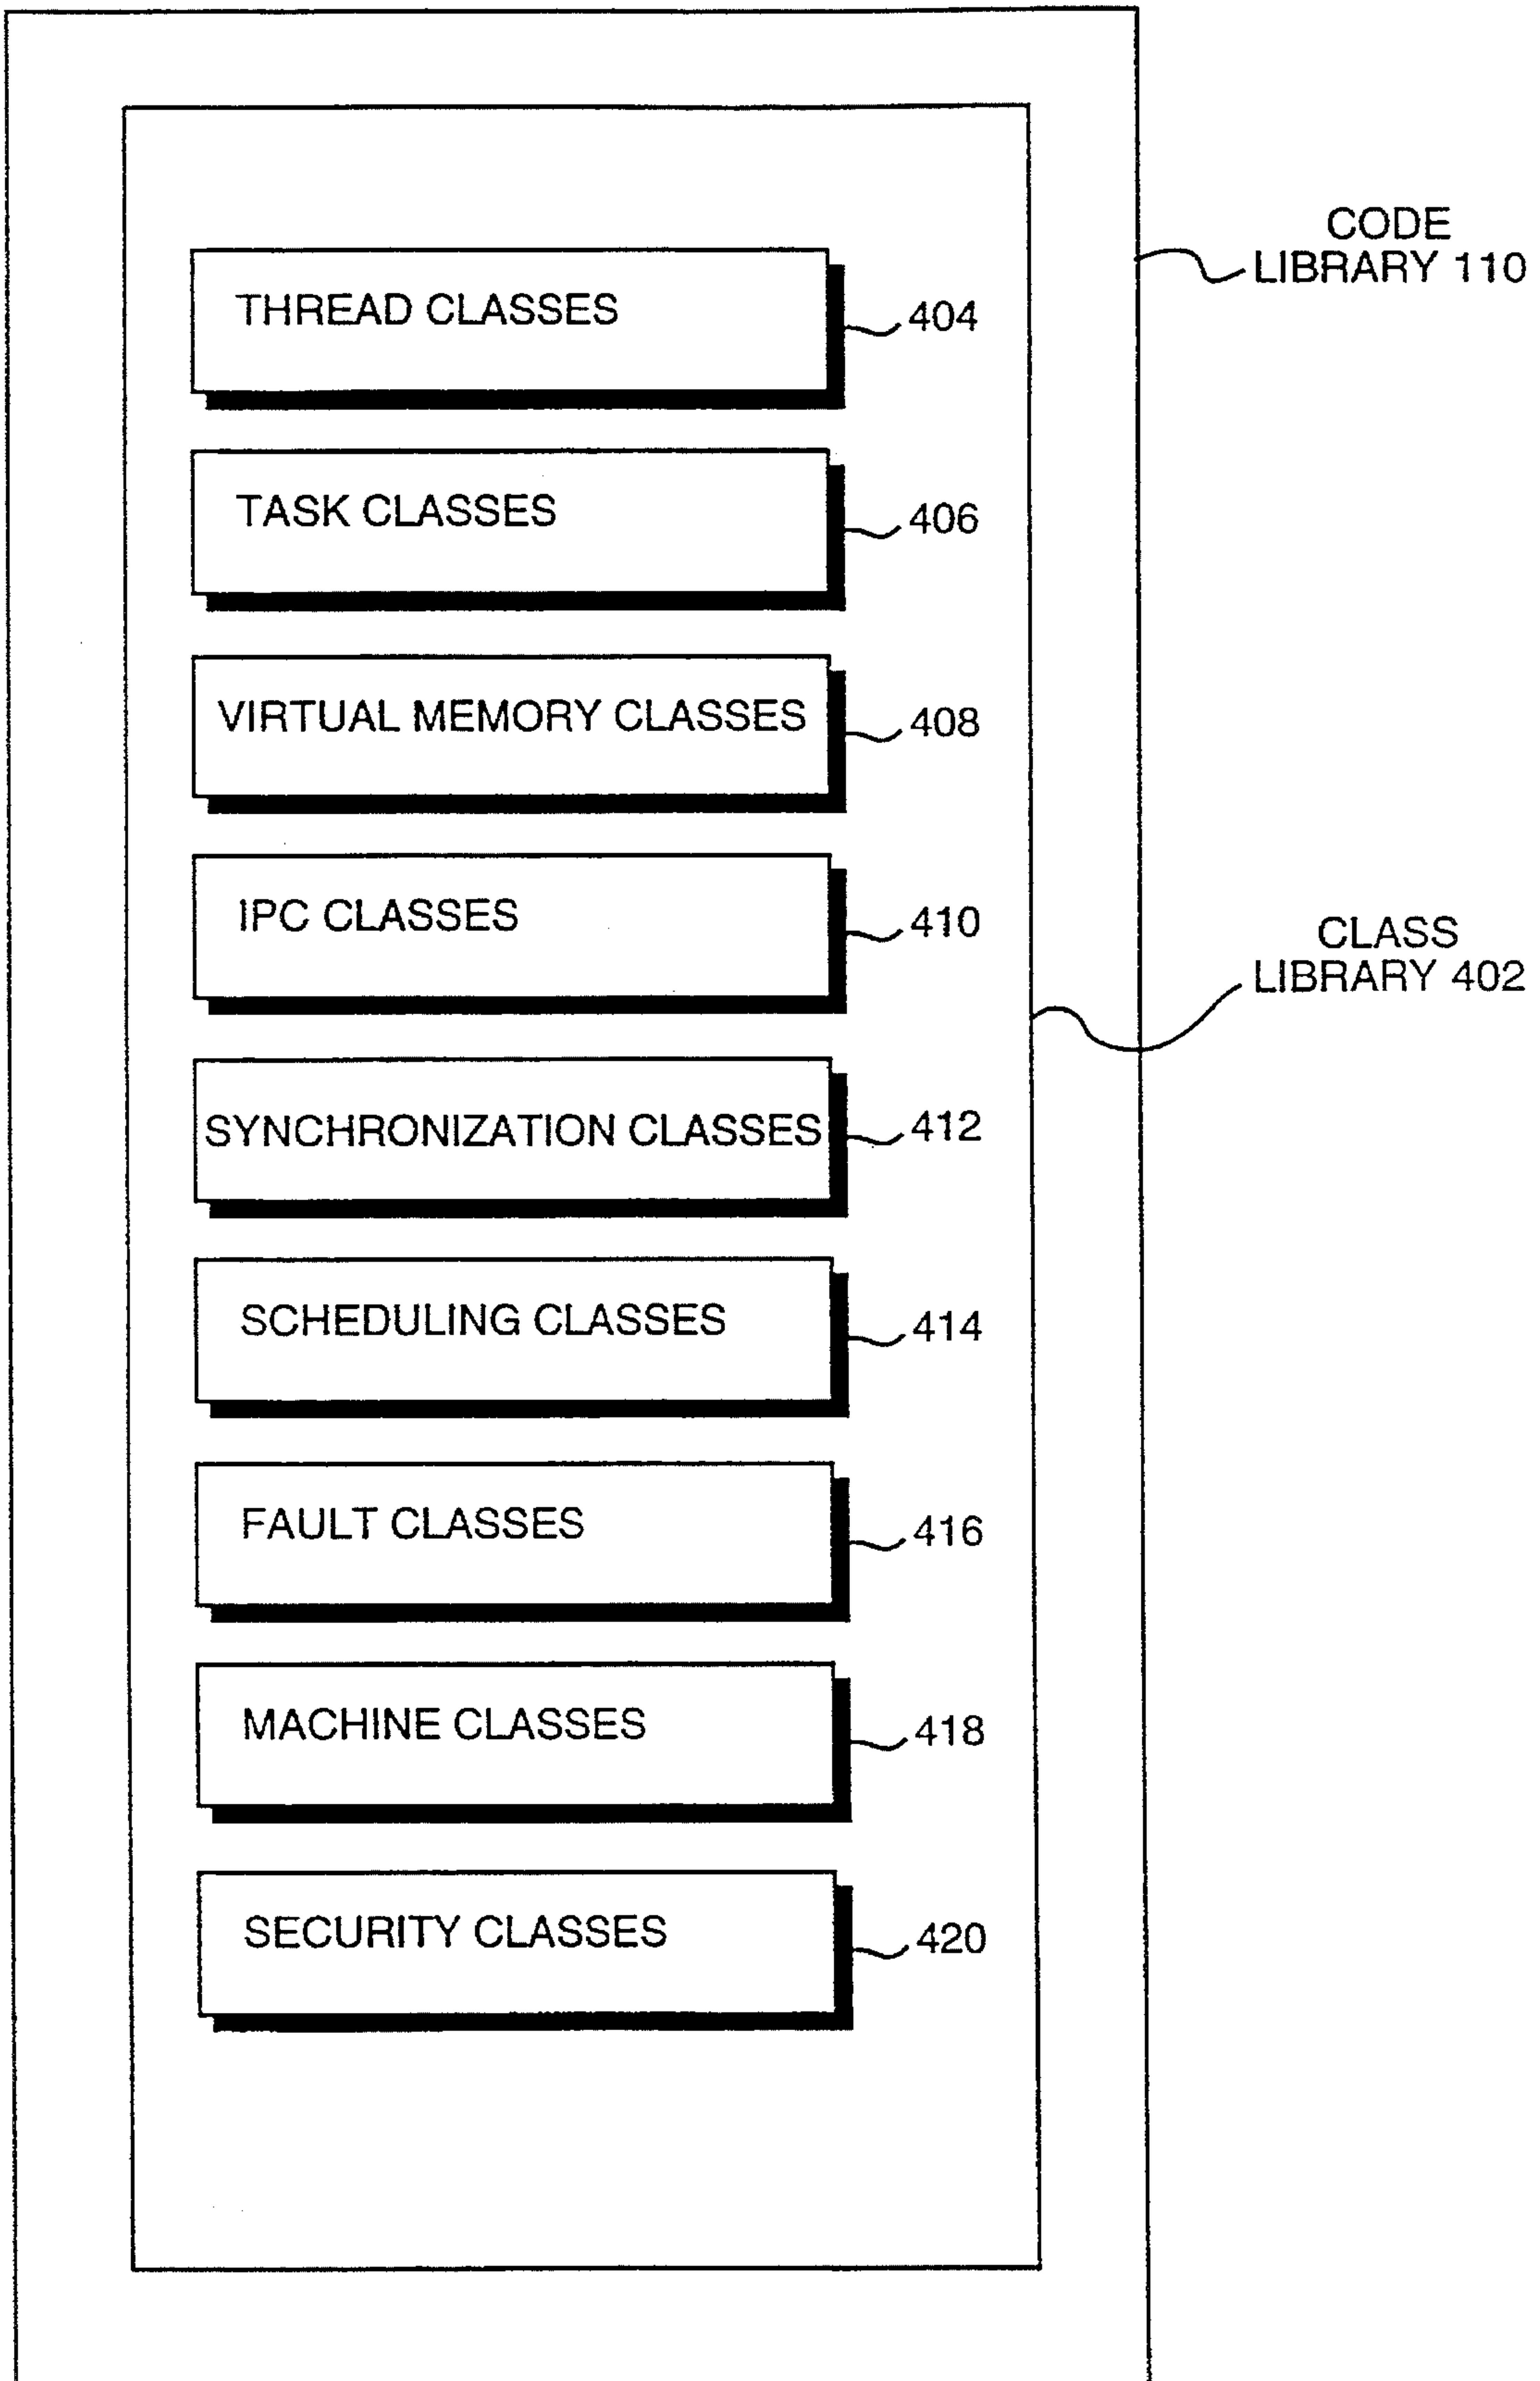 CODE
LIBRARY 110
THREAD CLASSES
404
TASK CLASSES
406
VIRTUAL MEMORY CLASSES
408
IPC CLASSES
410
CLASS
LIBRARY 402
SYNCHRONIZATION CLASSES
412
SCHEDULING CLASSES
414
FAULT CLASSES
416
MACHINE CLASSES
418
SECURITY CLASSES
420